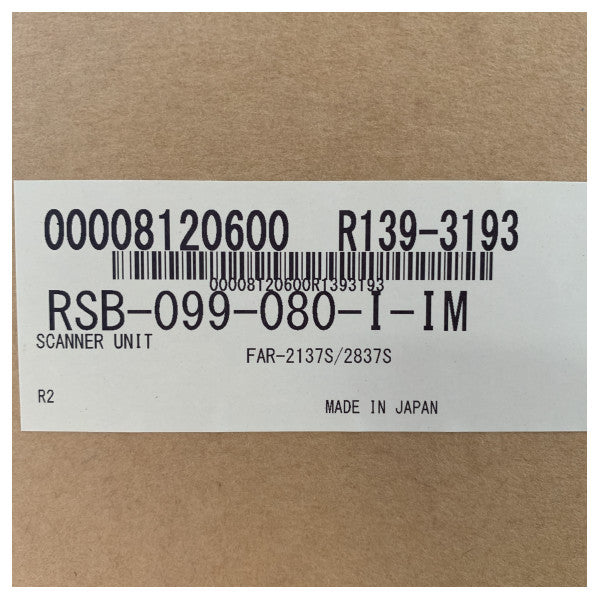 00008120600 R139-3193
00008120600R1393193
RSB-099-080-I-IM
SCANNER UNIT
FAR-2137S/2837S
R2
MADE IN JAPAN